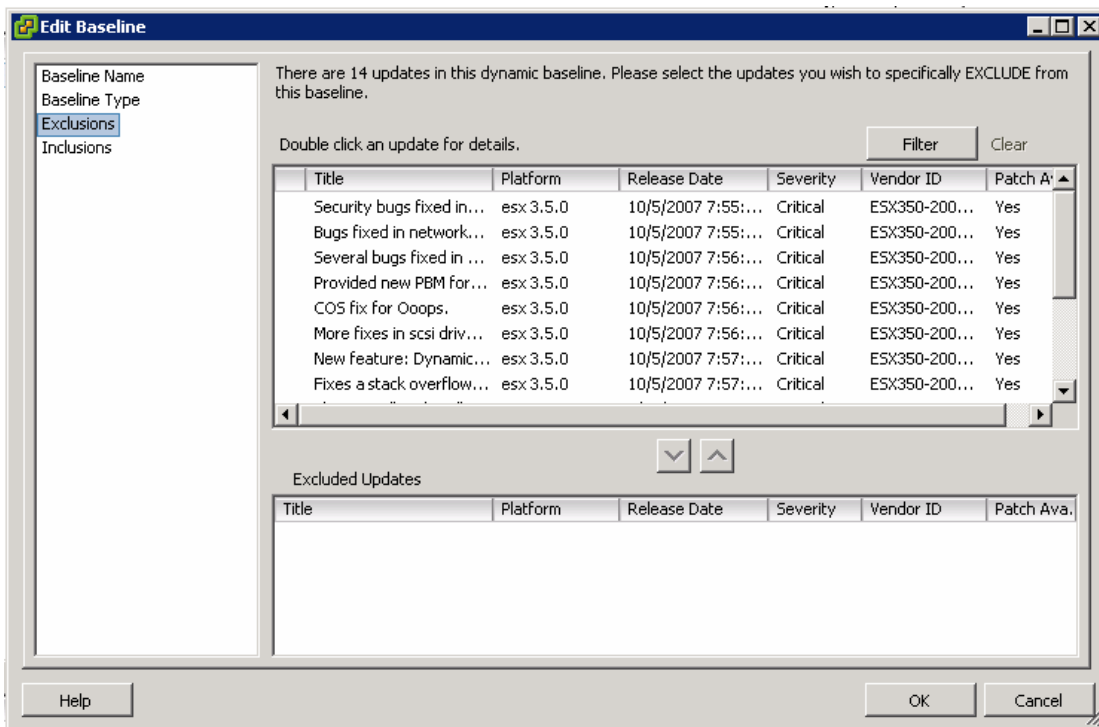 Edit Baseline
Baseline Name
Baseline Type
Exclusions
Inclusions
There are 14 updates in this dynamic baseline. Please select the updates you wish to specifically EXCLUDE from
this baseline.
Double click an update for details.
Filter
Clear
Title Platform Release Date Severity Vendor ID Patch A
Security bugs fixed in... esx 3.5.0 10/5/2007 7:55:... Critical ESX350-200... Yes
Bugs fixed in network... esx 3.5.0 10/5/2007 7:55:... Critical ESX350-200... Yes
Several bugs fixed in ... esx 3.5.0 10/5/2007 7:56:... Critical ESX350-200... Yes
Provided new PBM for... esx 3.5.0 10/5/2007 7:56:... Critical ESX350-200... Yes
COS fix for Ooops. esx 3.5.0 10/5/2007 7:56:... Critical ESX350-200... Yes
More fixes in scsi driv... esx 3.5.0 10/5/2007 7:56:... Critical ESX350-200... Yes
New feature: Dynamic... esx 3.5.0 10/5/2007 7:57:... Critical ESX350-200... Yes
Fixes a stack overflow... esx 3.5.0 10/5/2007 7:57:... Critical ESX350-200... Yes
Excluded Updates
Title Platform Release Date Severity Vendor ID Patch Ava.
Help
OK
Cancel